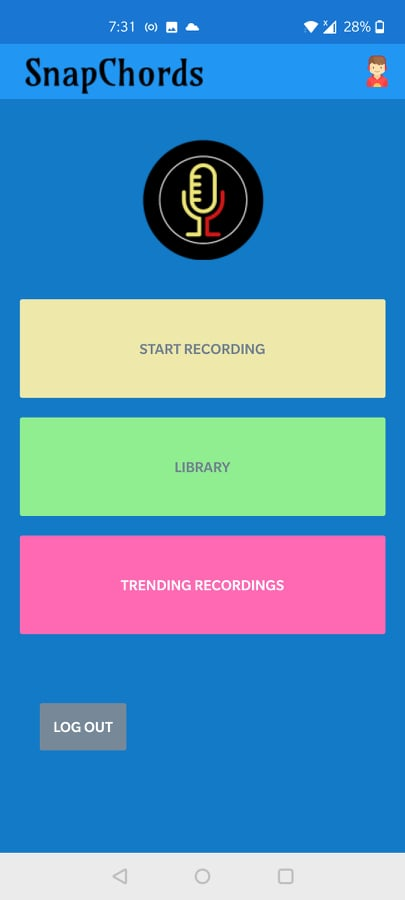 7:31
28%
SnapChords
START RECORDING
LIBRARY
TRENDING RECORDINGS
LOG OUT